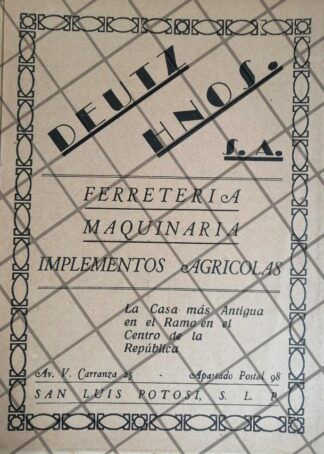 DEUTZ
HNOS.
S. A.
FERRETERIA
MAQUINARIA
IMPLEMENTOS AGRICOLAS
La Casa más Antigua
en el Ramo en el
Centro de la
República
Av. V. Carranza 25 - Apartado Postal 98
SAN LUIS POTOSI, S. L. P.